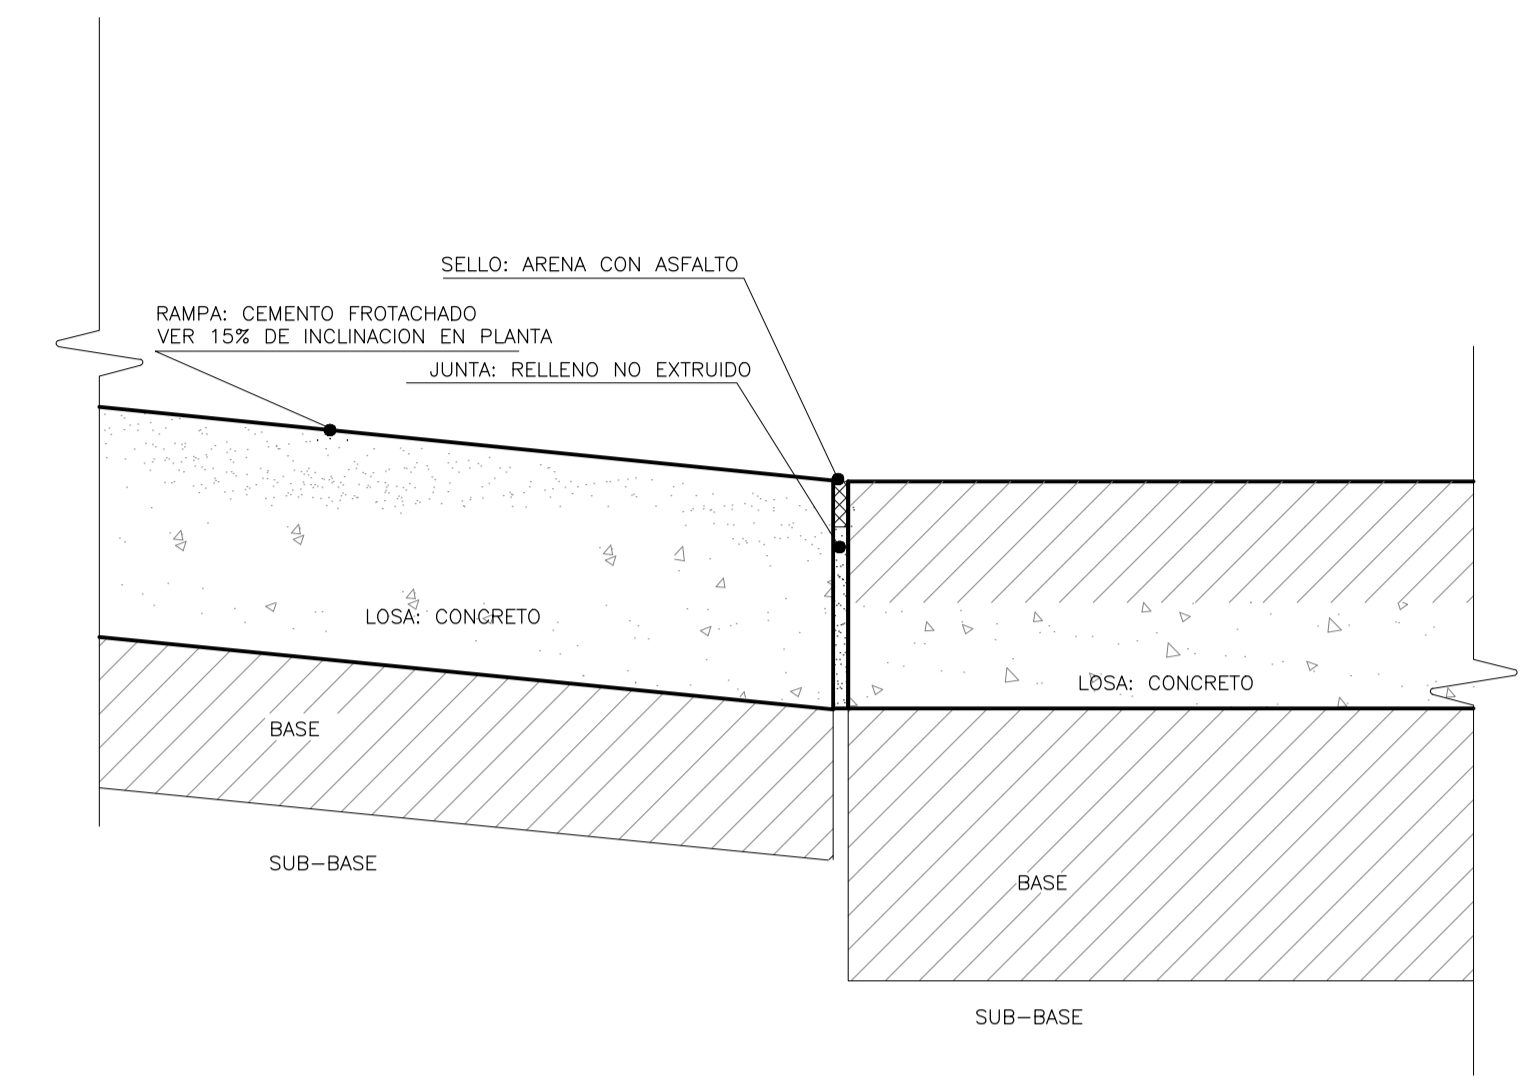 SELLO: ARENA CON ASFALTO
RAMPA: CEMENTO FROTACHADO
VER 15% DE INCLINACION EN PLANTA
JUNTA: RELLENO NO EXTRUIDO
LOSA: CONCRETO
LOSA: CONCRETO
BASE
SUB-BASE
BASE
SUB-BASE